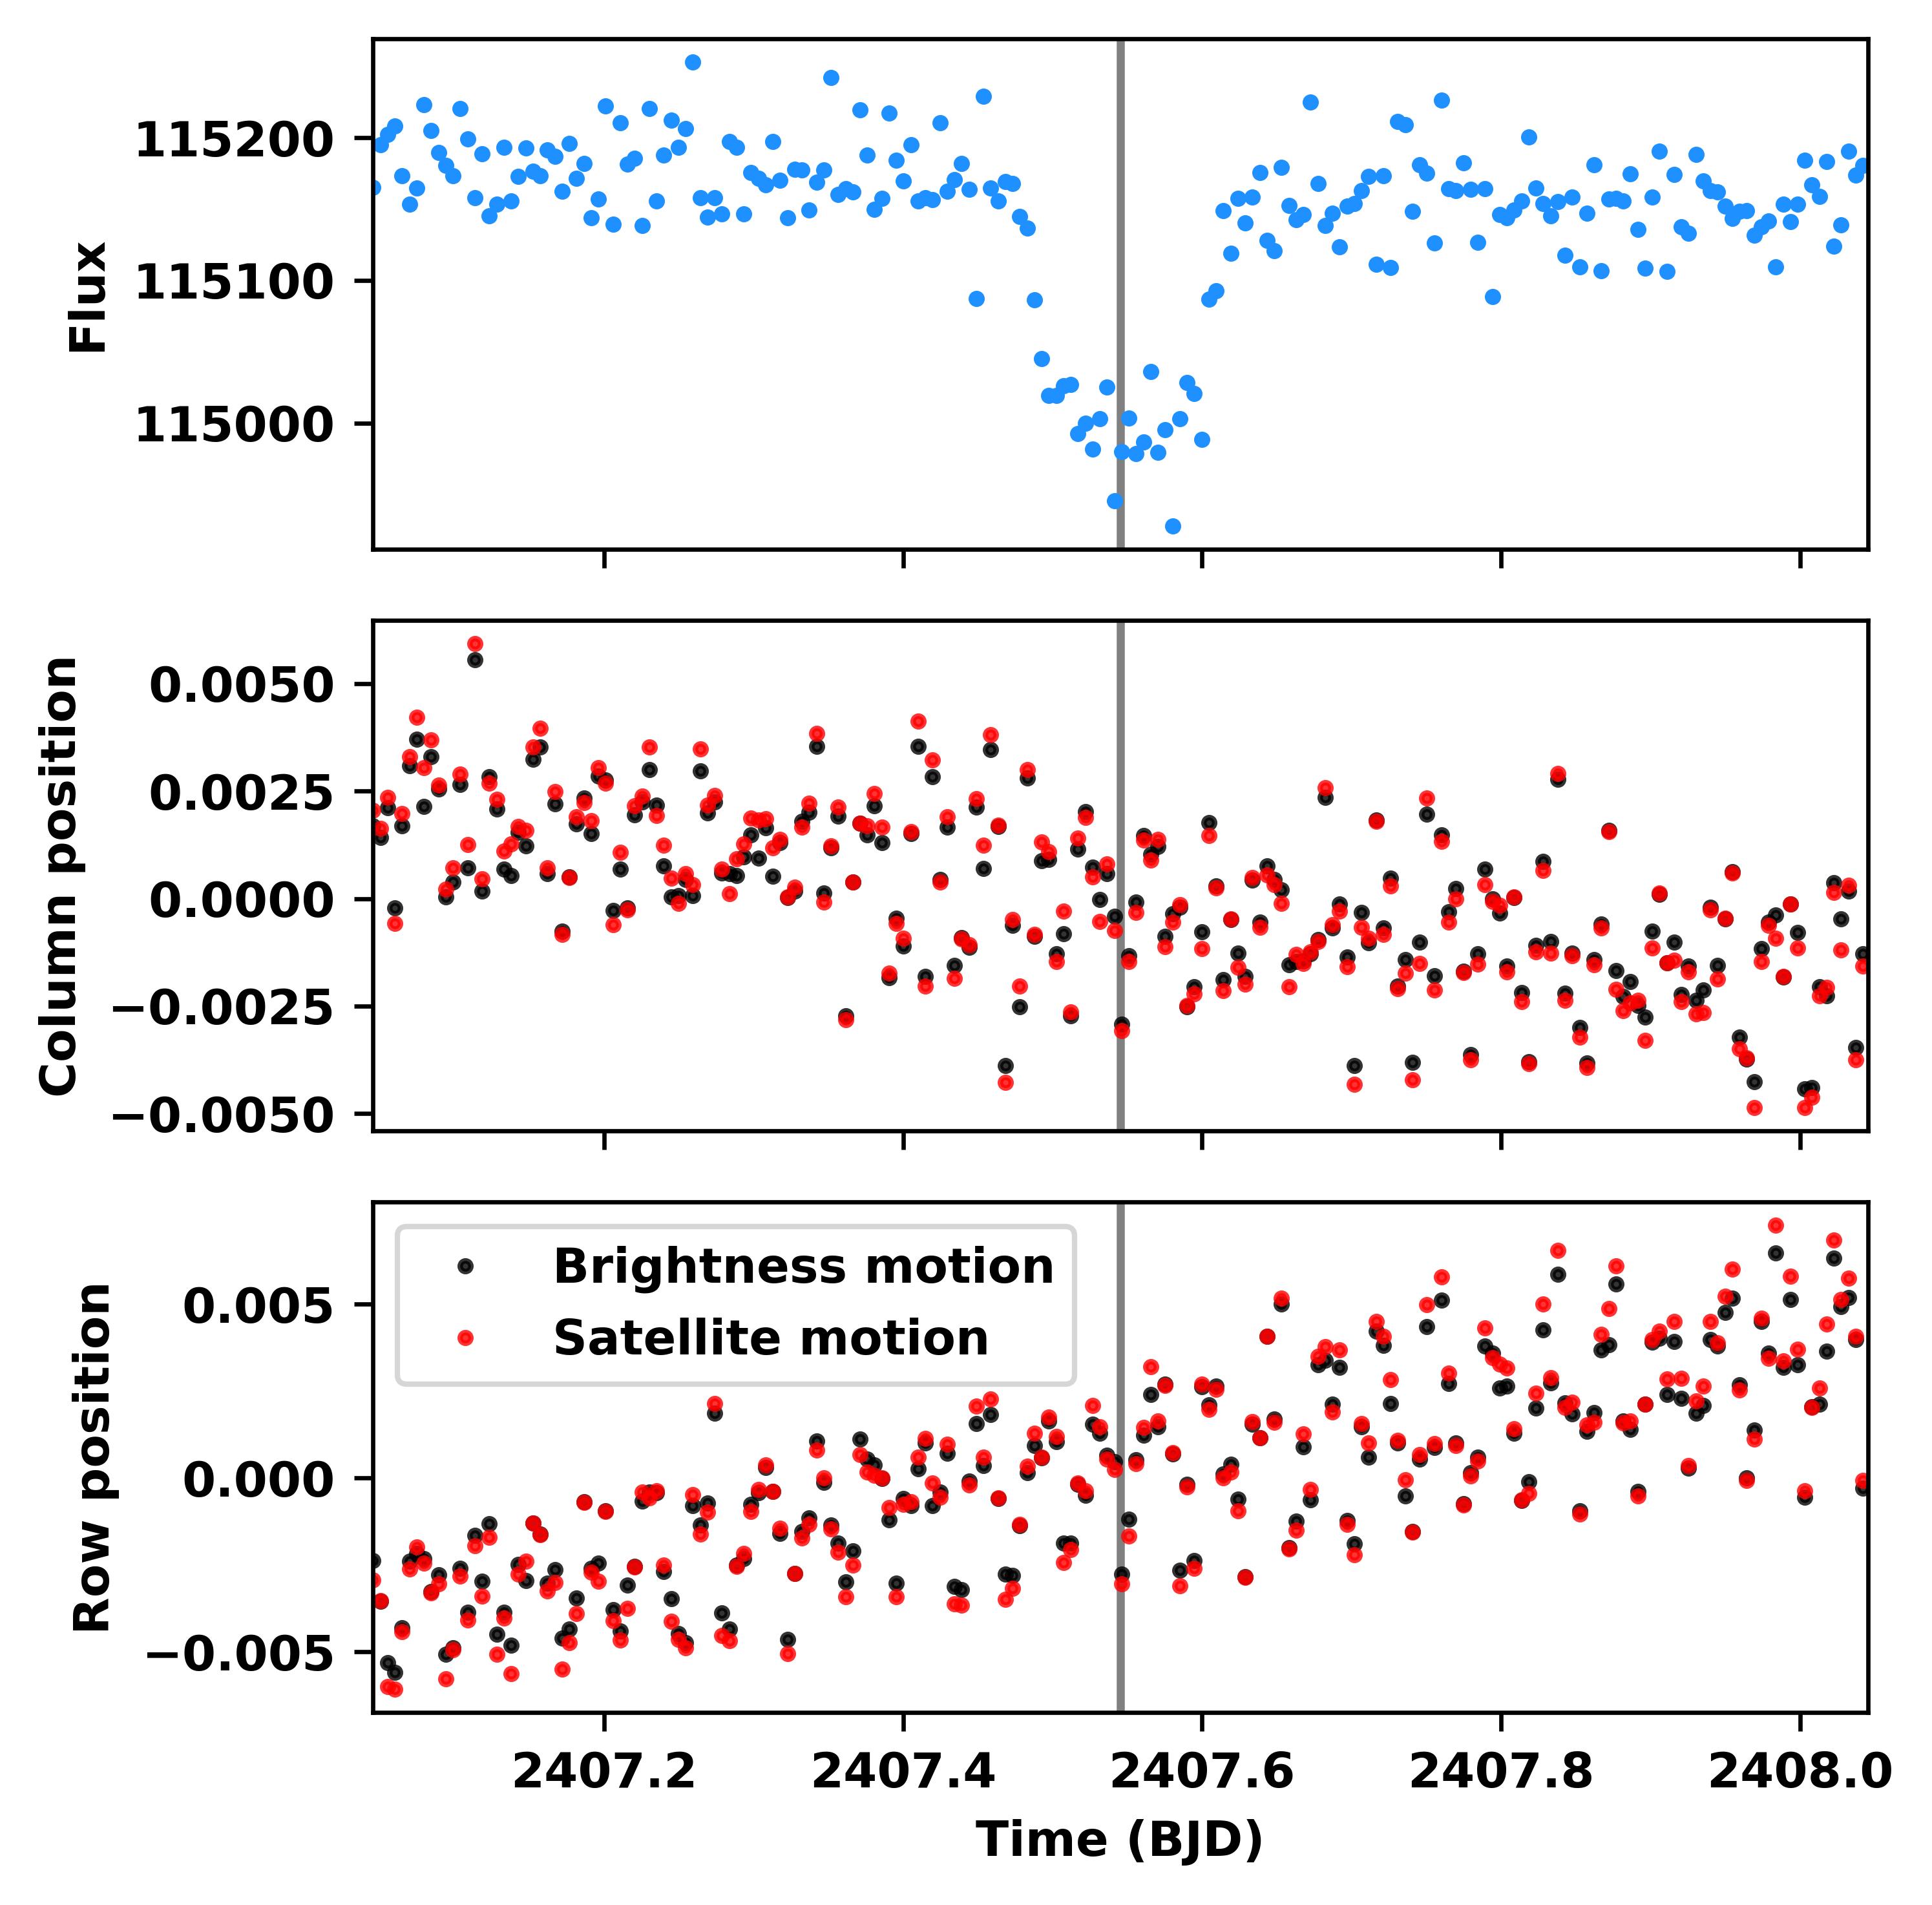 Flux
115200
115100
115000
Column position
0.0050
0.0025
0.0000
−0.0025
−0.0050
Row position
0.005
0.000
−0.005
Brightness motion
Satellite motion
2407.2 2407.4 2407.6 2407.8 2408.0
Time (BJD)